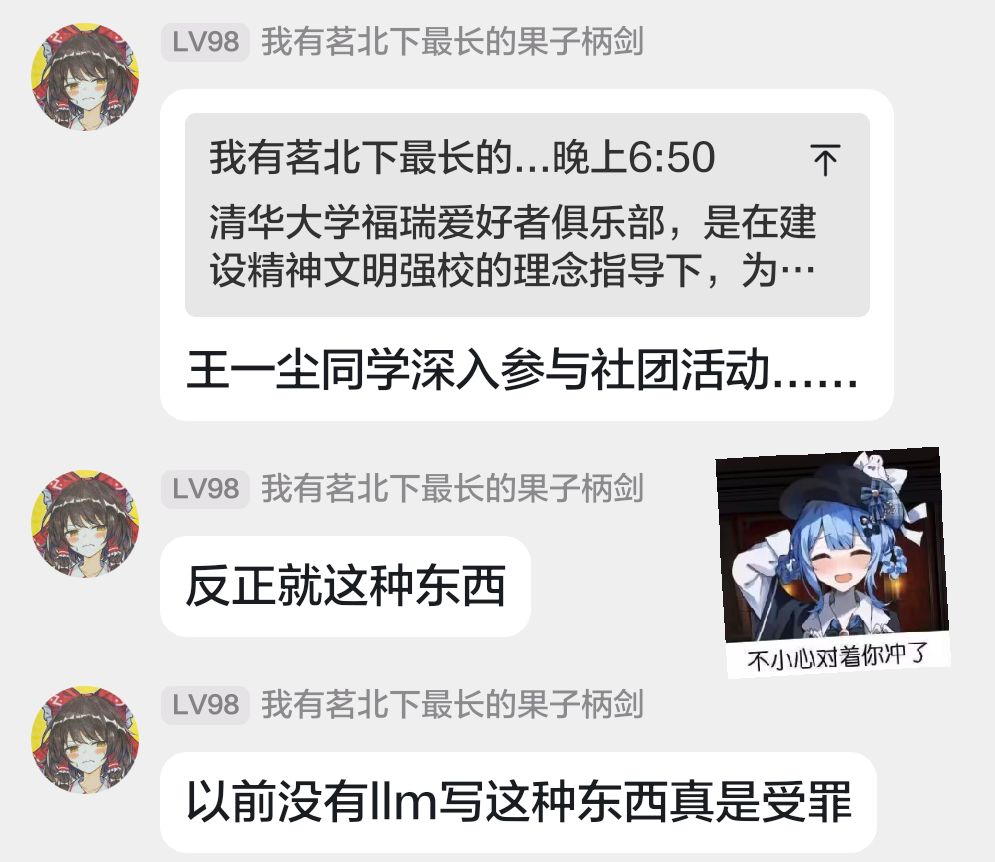 LV98 我有茗北下最长的果子柄剑
我有茗北下最长的...晚上6:50
清华大学福瑞爱好者俱乐部，是在建
设精神文明强校的理念指导下，为…
王一尘同学深入参与社团活动......
LV98 我有茗北下最长的果子柄剑
反正就这种东西
不小心对着你冲了
LV98 我有茗北下最长的果子柄剑
以前没有llm写这种东西真是受罪